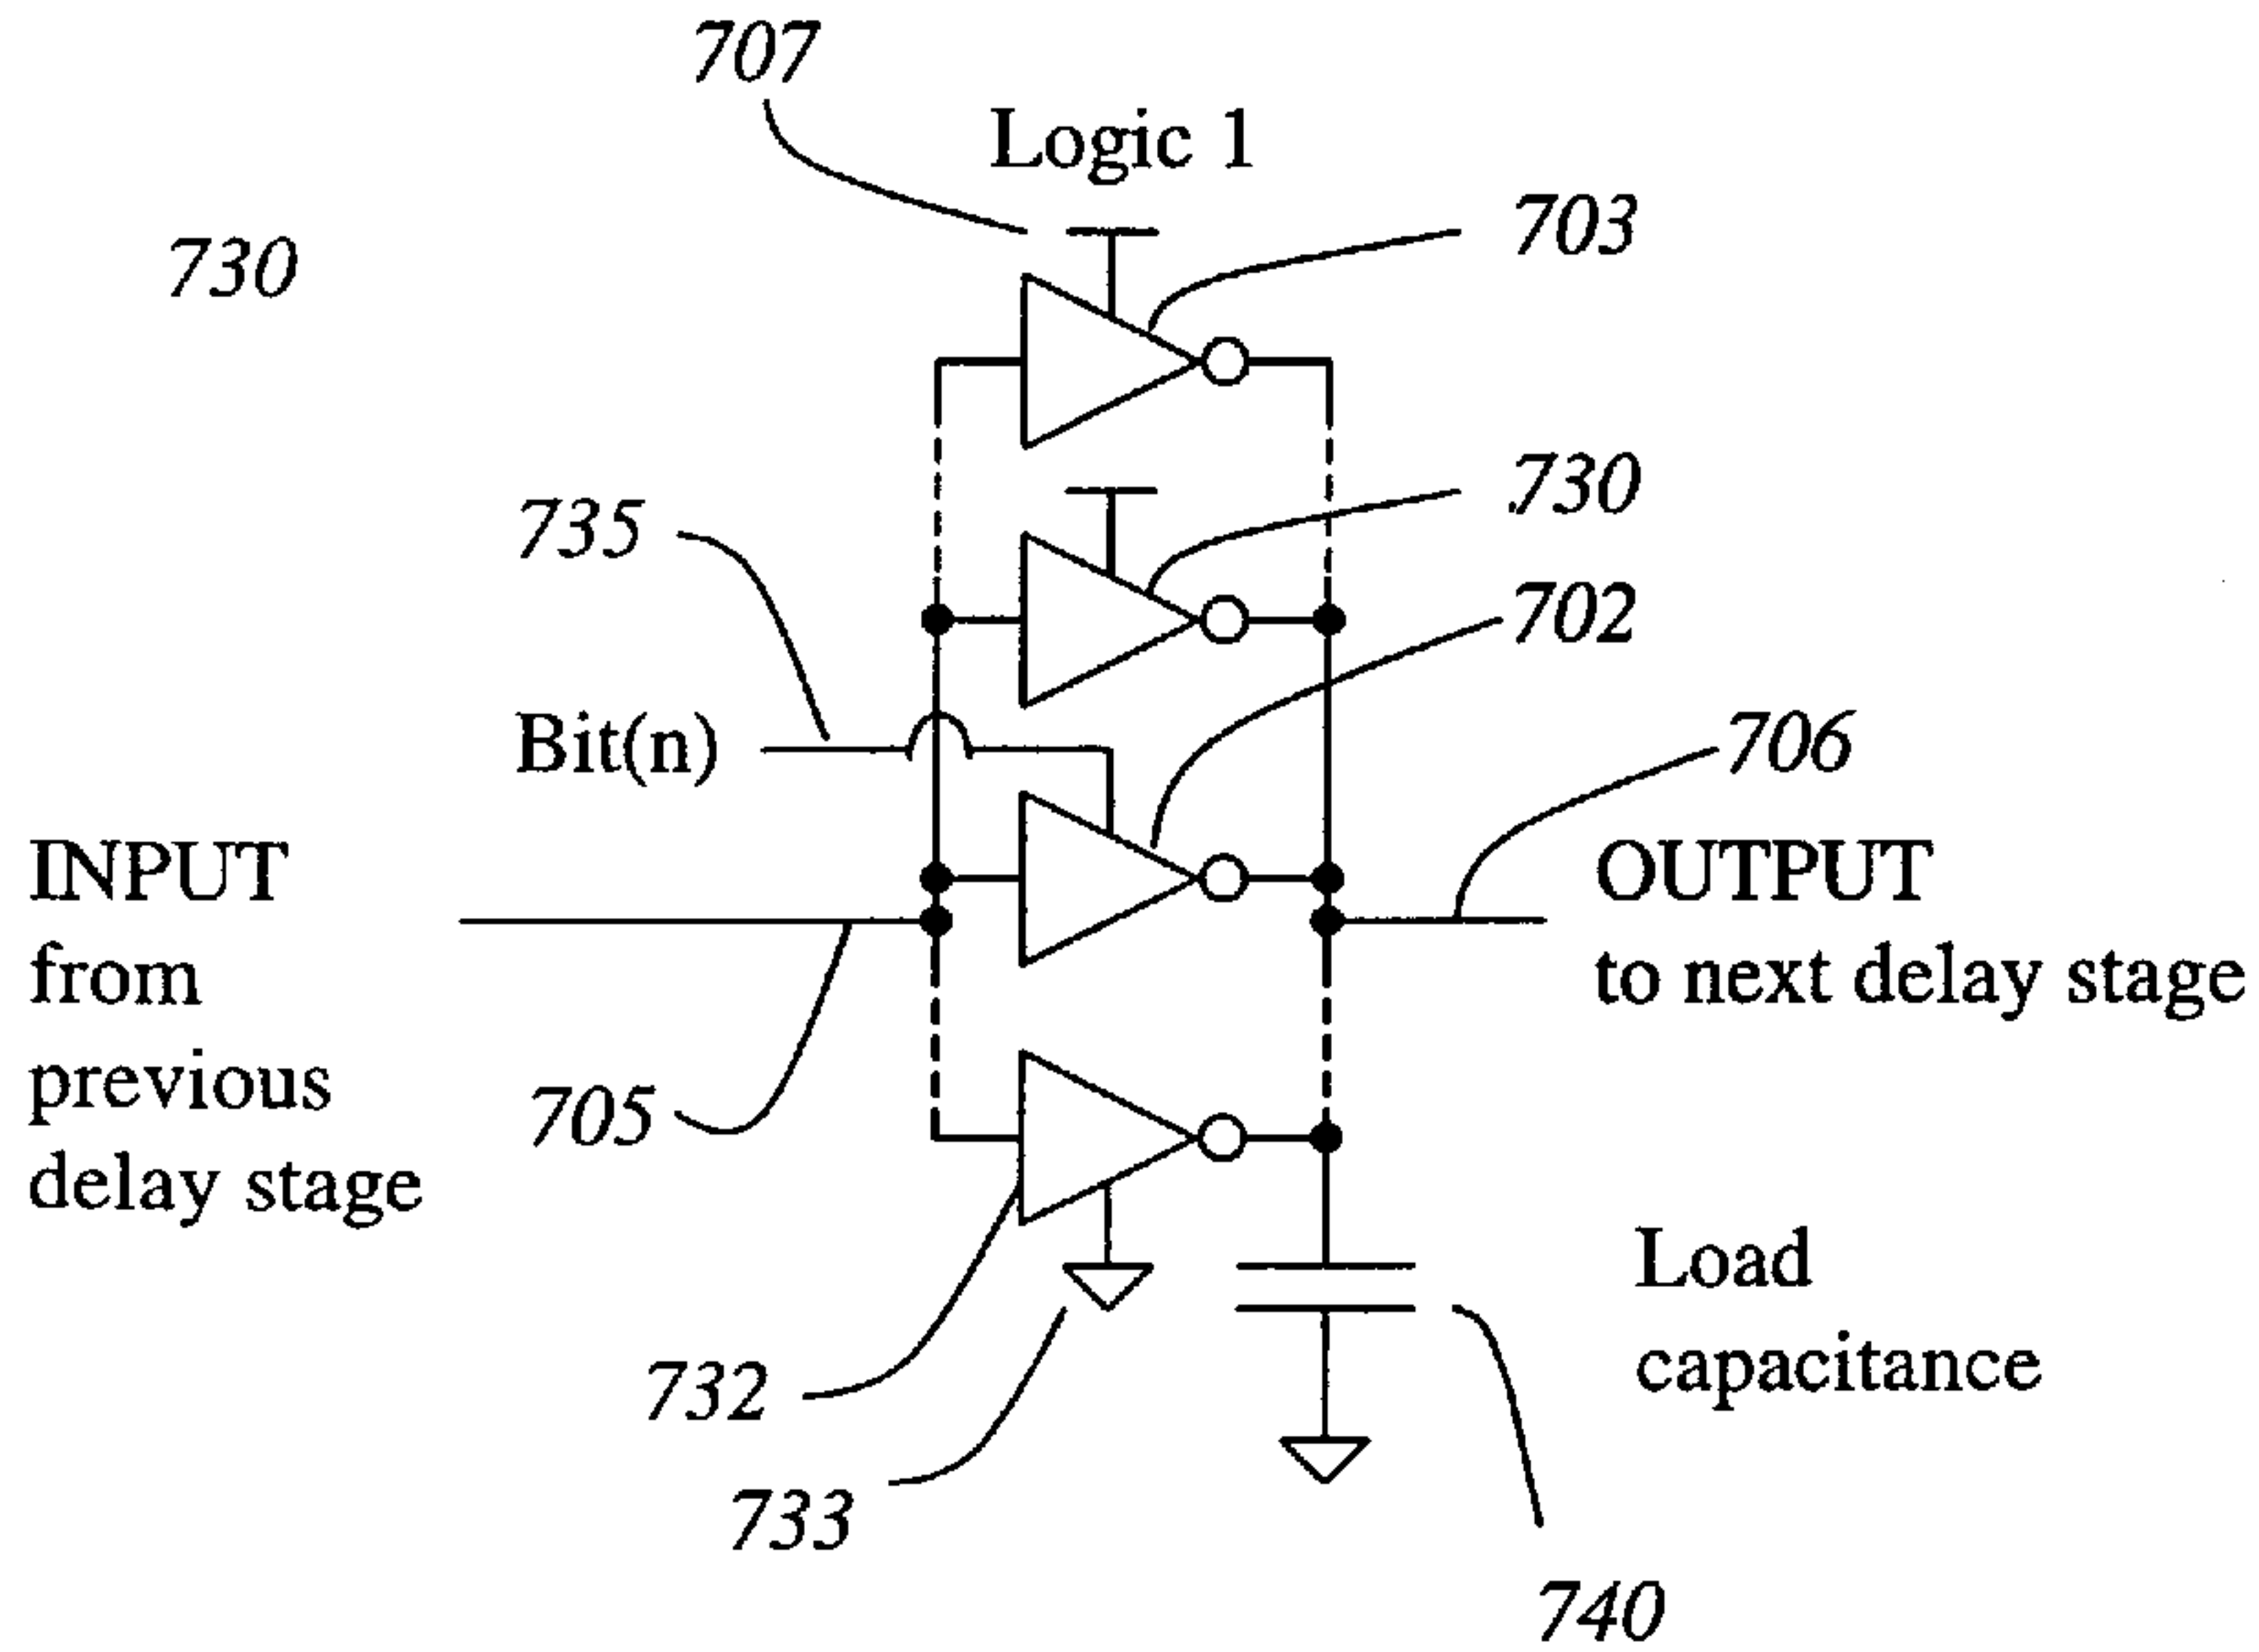 707
Logic 1
703
730
730
735
702
Bit(n)
706
INPUT
from
previous
delay stage
OUTPUT
to next delay stage
705
Load
capacitance
732
733
740